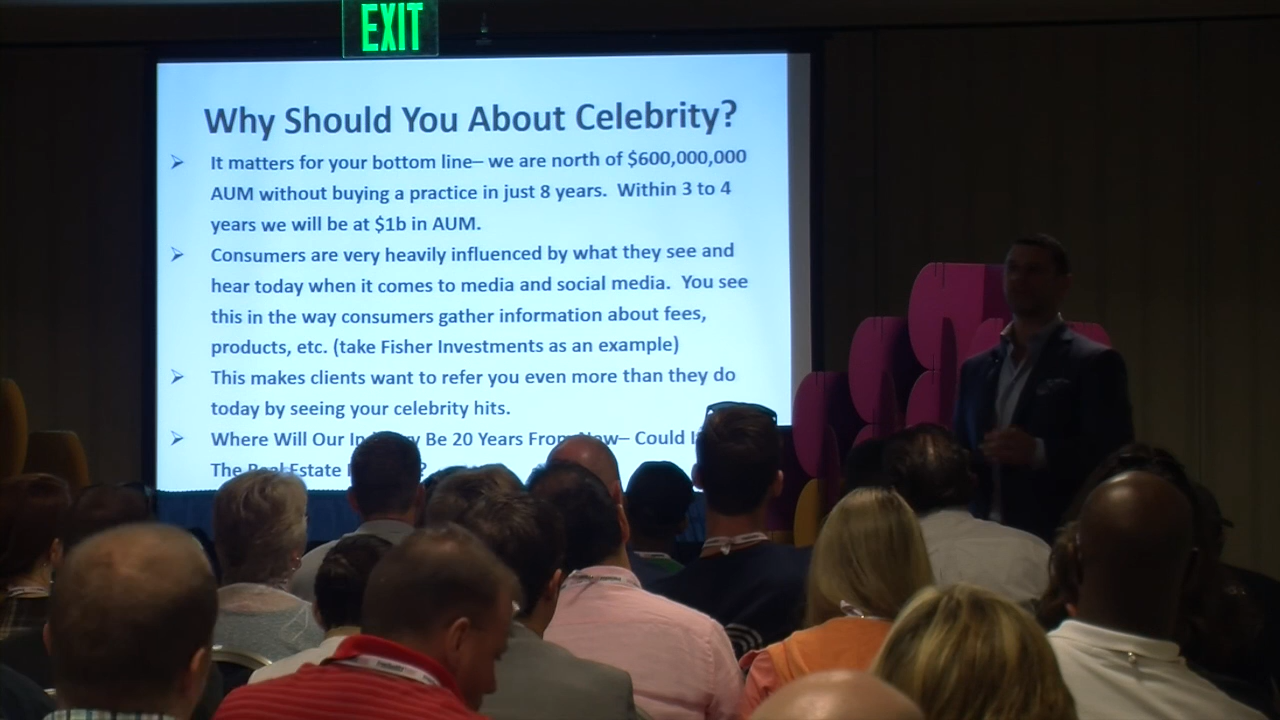 EXIT
Why Should You About Celebrity?
It matters for your bottom line– we are north of $600,000,000
AUM without buying a practice in just 8 years. Within 3 to 4
years we will be at $1b in AUM.
Consumers are very heavily influenced by what they see and
hear today when it comes to media and social media. You see
this in the way consumers gather information about fees,
products, etc. (take Fisher Investments as an example)
This makes clients want to refer you even more than they do
today by seeing your celebrity hits.
Where Will Our Be 20 Years From Now– Could
The Real Estate